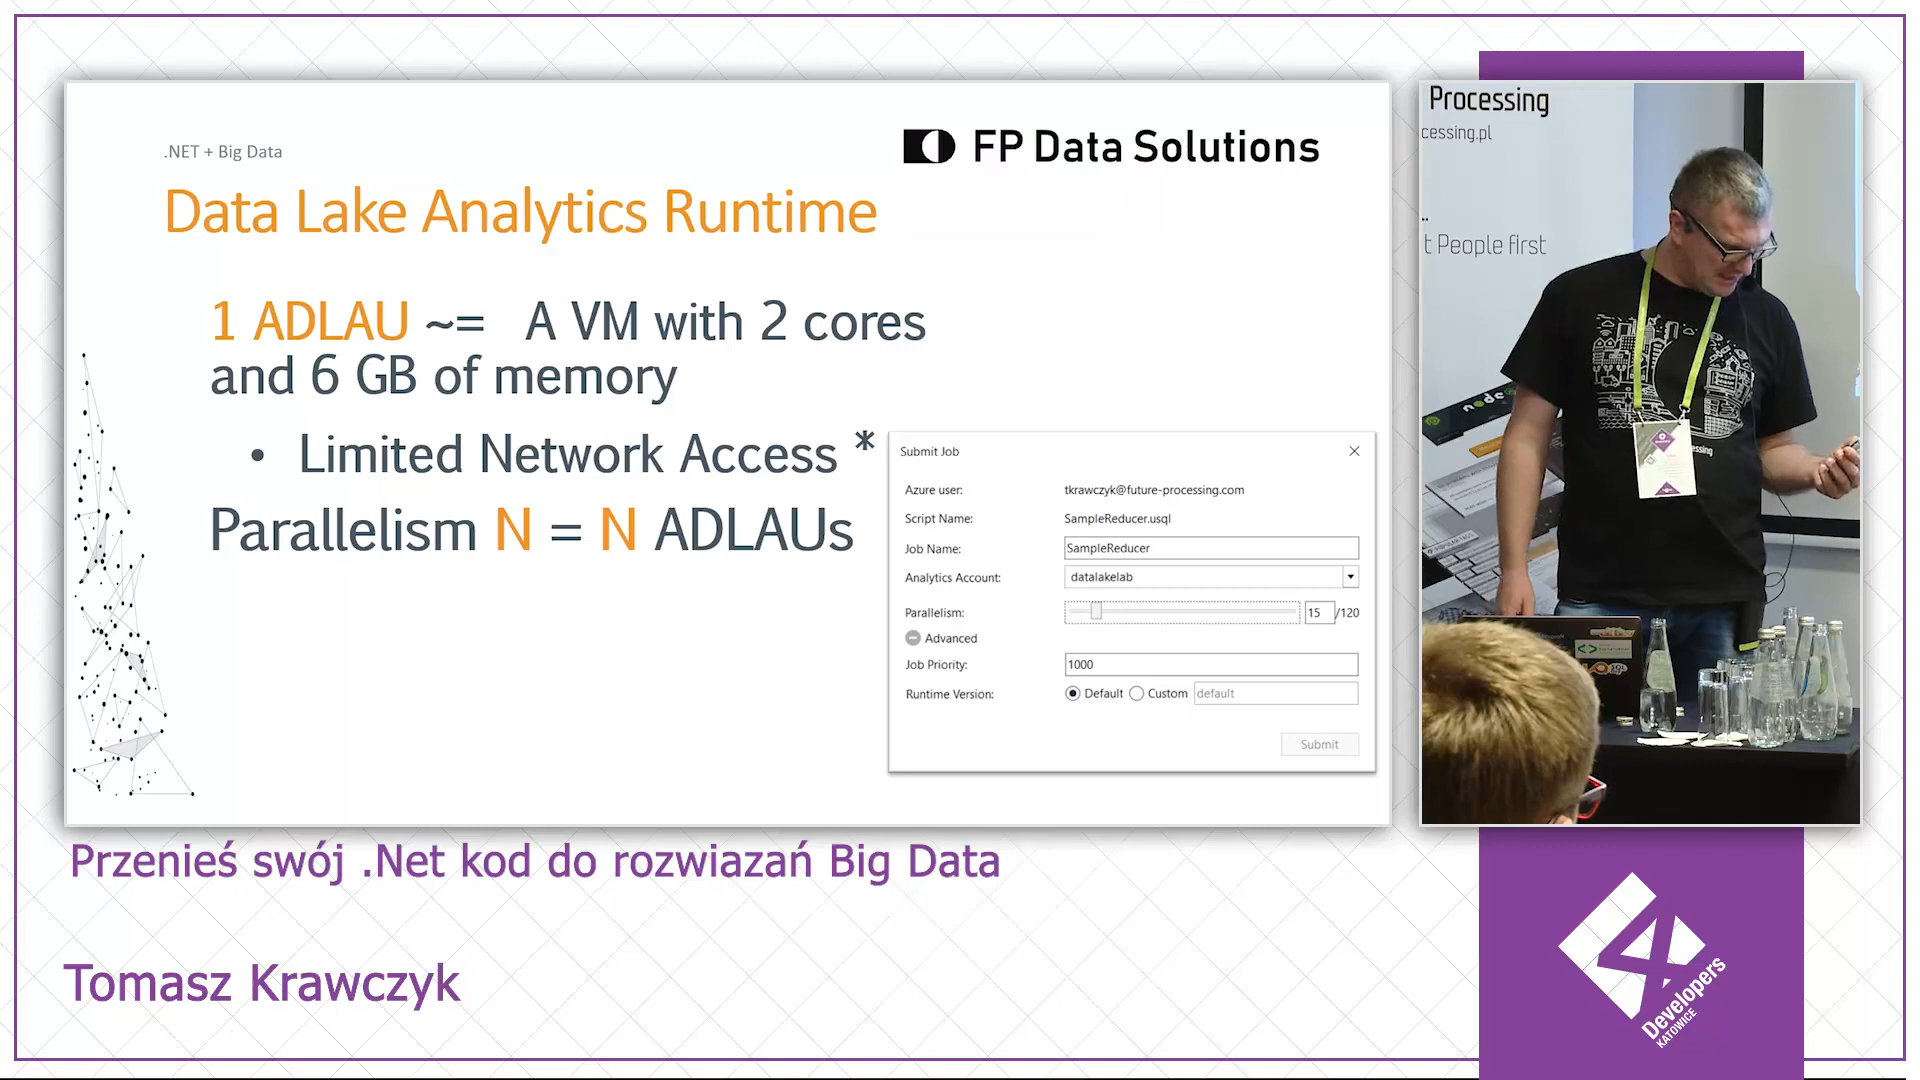 .NET + Big Data
FP Data Solutions
Data Lake Analytics Runtime
1 ADLAU ~= A VM with 2 cores
and 6 GB of memory
• Limited Network Access *
Parallelism N = N ADLAUs
Submit Job
Azure user: tkrawczyk@future-processing.com
Script Name: SampleReducer.usql
Job Name: SampleReducer
Analytics Account: datalakelab
Parallelism: 15 /120
Advanced
Job Priority: 1000
Runtime Version: Default Custom default
Submit
Processing
cessing.pl
t People first
node
Przenieś swój .Net kod do rozwiazań Big Data
Tomasz Krawczyk
4
Developers
KATOWICE